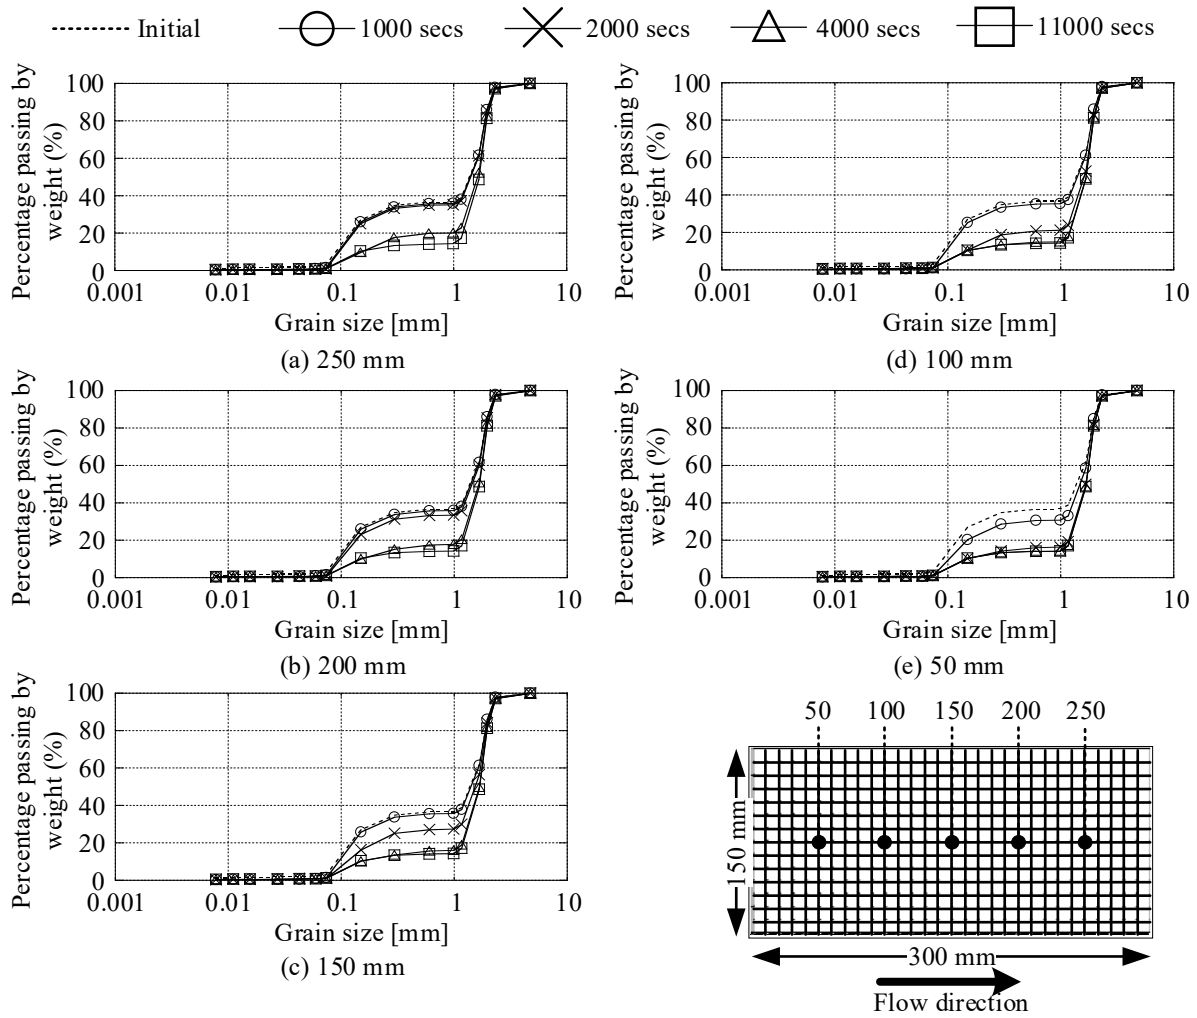 Initial 1000 secs 2000 secs 4000 secs 11000 secs
Percentage passing by
weight (%)
100
80
60
40
20
0
0.001 0.01 0.1 1 10
Grain size [mm]
(a) 250 mm
Percentage passing by
weight (%)
100
80
60
40
20
0
0.001 0.01 0.1 1 10
Grain size [mm]
(d) 100 mm
Percentage passing by
weight (%)
100
80
60
40
20
0
0.001 0.01 0.1 1 10
Grain size [mm]
(b) 200 mm
Percentage passing by
weight (%)
100
80
60
40
20
0
0.001 0.01 0.1 1 10
Grain size [mm]
(e) 50 mm
Percentage passing by
weight (%)
100
80
60
40
20
0
0.001 0.01 0.1 1 10
Grain size [mm]
(c) 150 mm
50 100 150 200 250
150 mm
300 mm
Flow direction